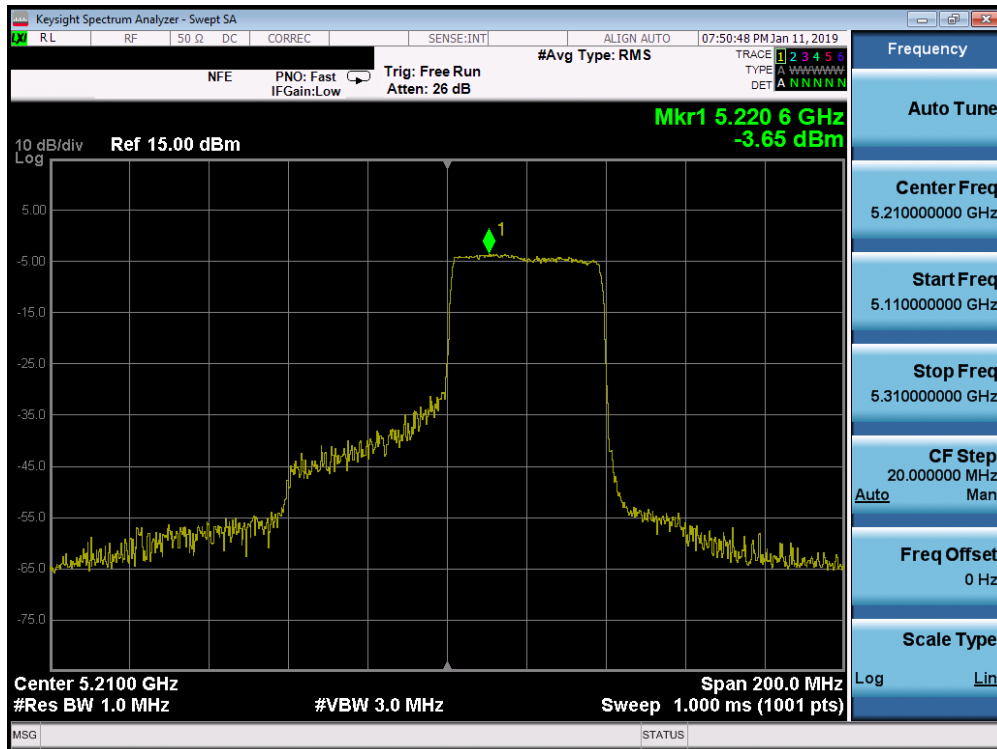 Keysight Spectrum Analyzer - Swept SA
LXI RL RF 50 Ω DC CORREC SENSE:INT ALIGN AUTO 07:50:48 PM Jan 11, 2019
NFE PNO: Fast Trig: Free Run #Avg Type: RMS TRACE 1 2 3 4 5 6
IFGain:Low Atten: 26 dB TYPE A WWWWW
DET A N N N N N
Mkr1 5.220 6 GHz
-3.65 dBm
10 dB/div Ref 15.00 dBm
Log
1
5.00
-5.00
-15.0
-25.0
-35.0
-45.0
-55.0
-65.0
-75.0
Center 5.2100 GHz Span 200.0 MHz
#Res BW 1.0 MHz #VBW 3.0 MHz Sweep 1.000 ms (1001 pts)
MSG STATUS
Frequency
Auto Tune
Center Freq
5.210000000 GHz
Start Freq
5.110000000 GHz
Stop Freq
5.310000000 GHz
CF Step
20.000000 MHz
Auto Man
Freq Offset
0 Hz
Scale Type
Log Lin